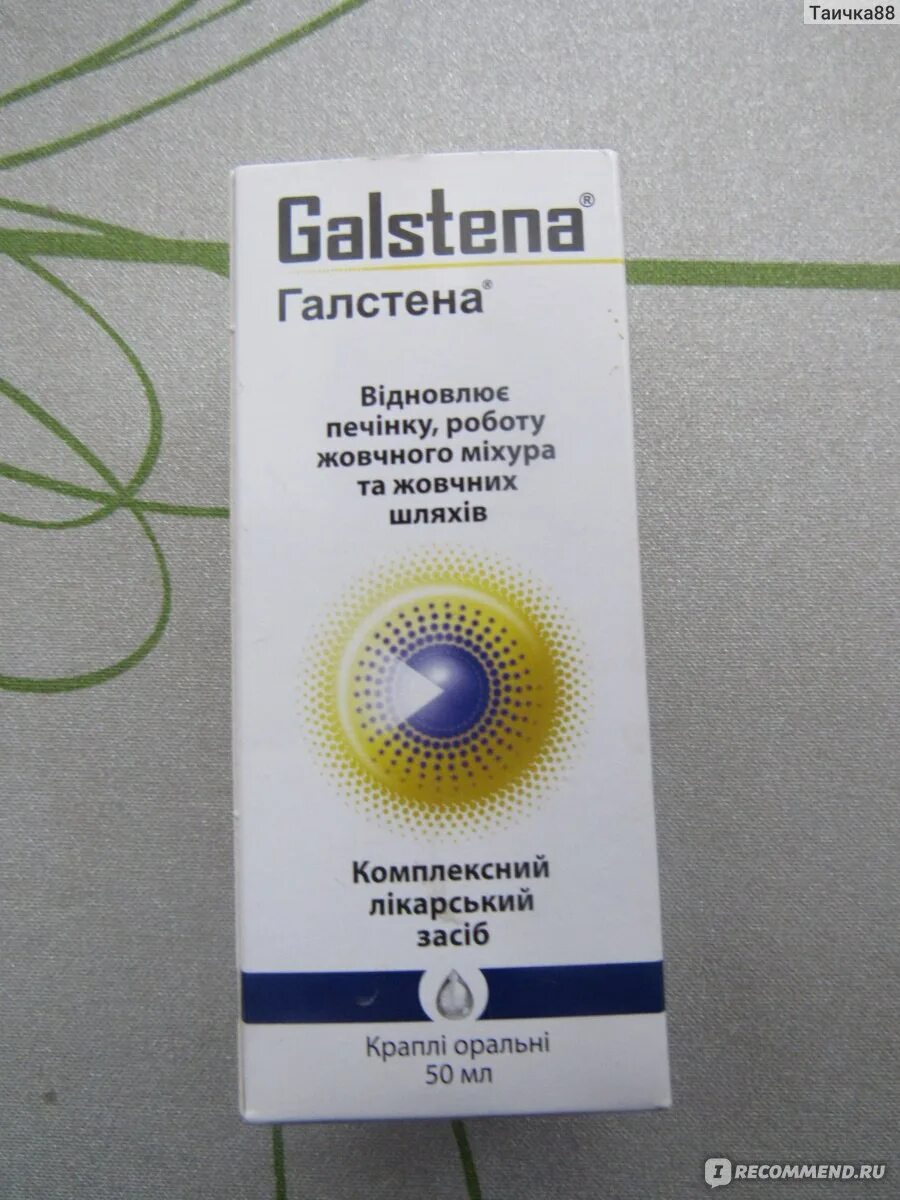 Таичка88
Galstena®
Галстена®
Відновлює
печінку, роботу
жовчного міхура
та жовчних
шляхів
Комплексний
лікарський
засіб
Краплі оральні
50 мл
IRECOMMEND.RU